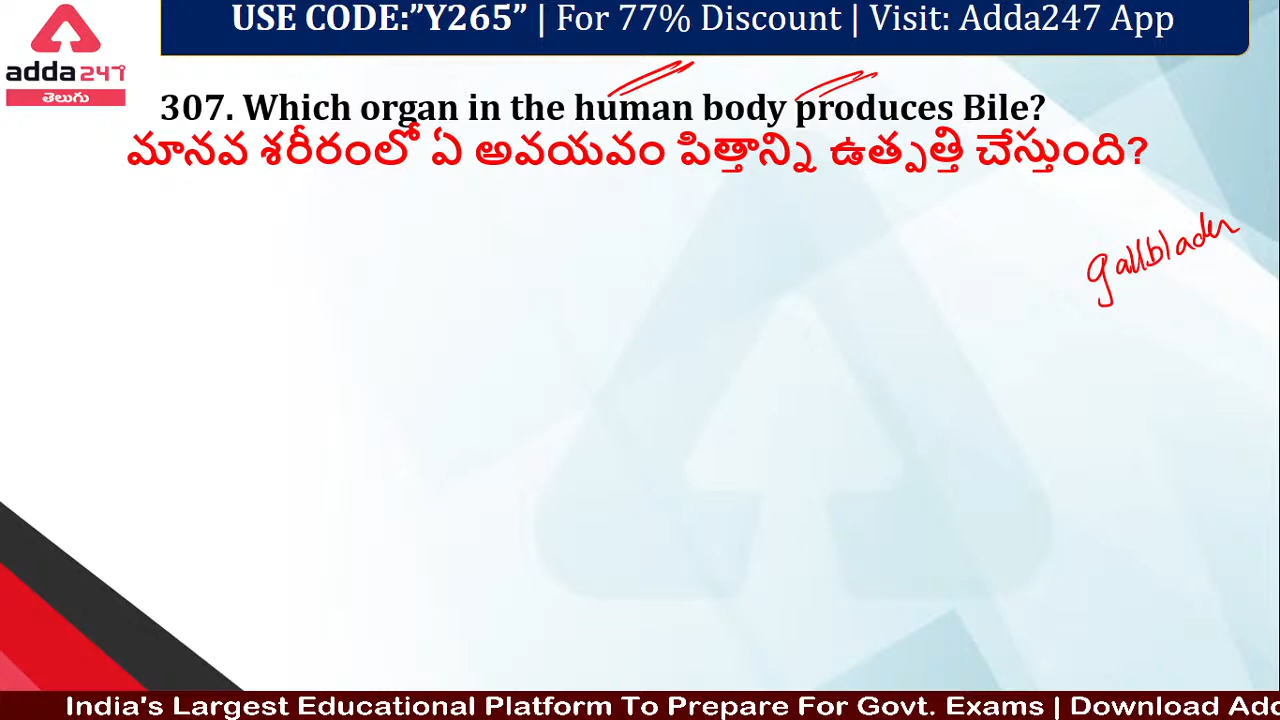 USE CODE:”Y265” | For 77% Discount | Visit: Adda247 App
adda247
తెలుగు
307. Which organ in the human body produces Bile?
మానవ శరీరంలో ఏ అవయవం పిత్తాన్ని ఉత్పత్తి చేస్తుంది?
gallblader
India's Largest Educational Platform To Prepare For Govt. Exams | Download Add